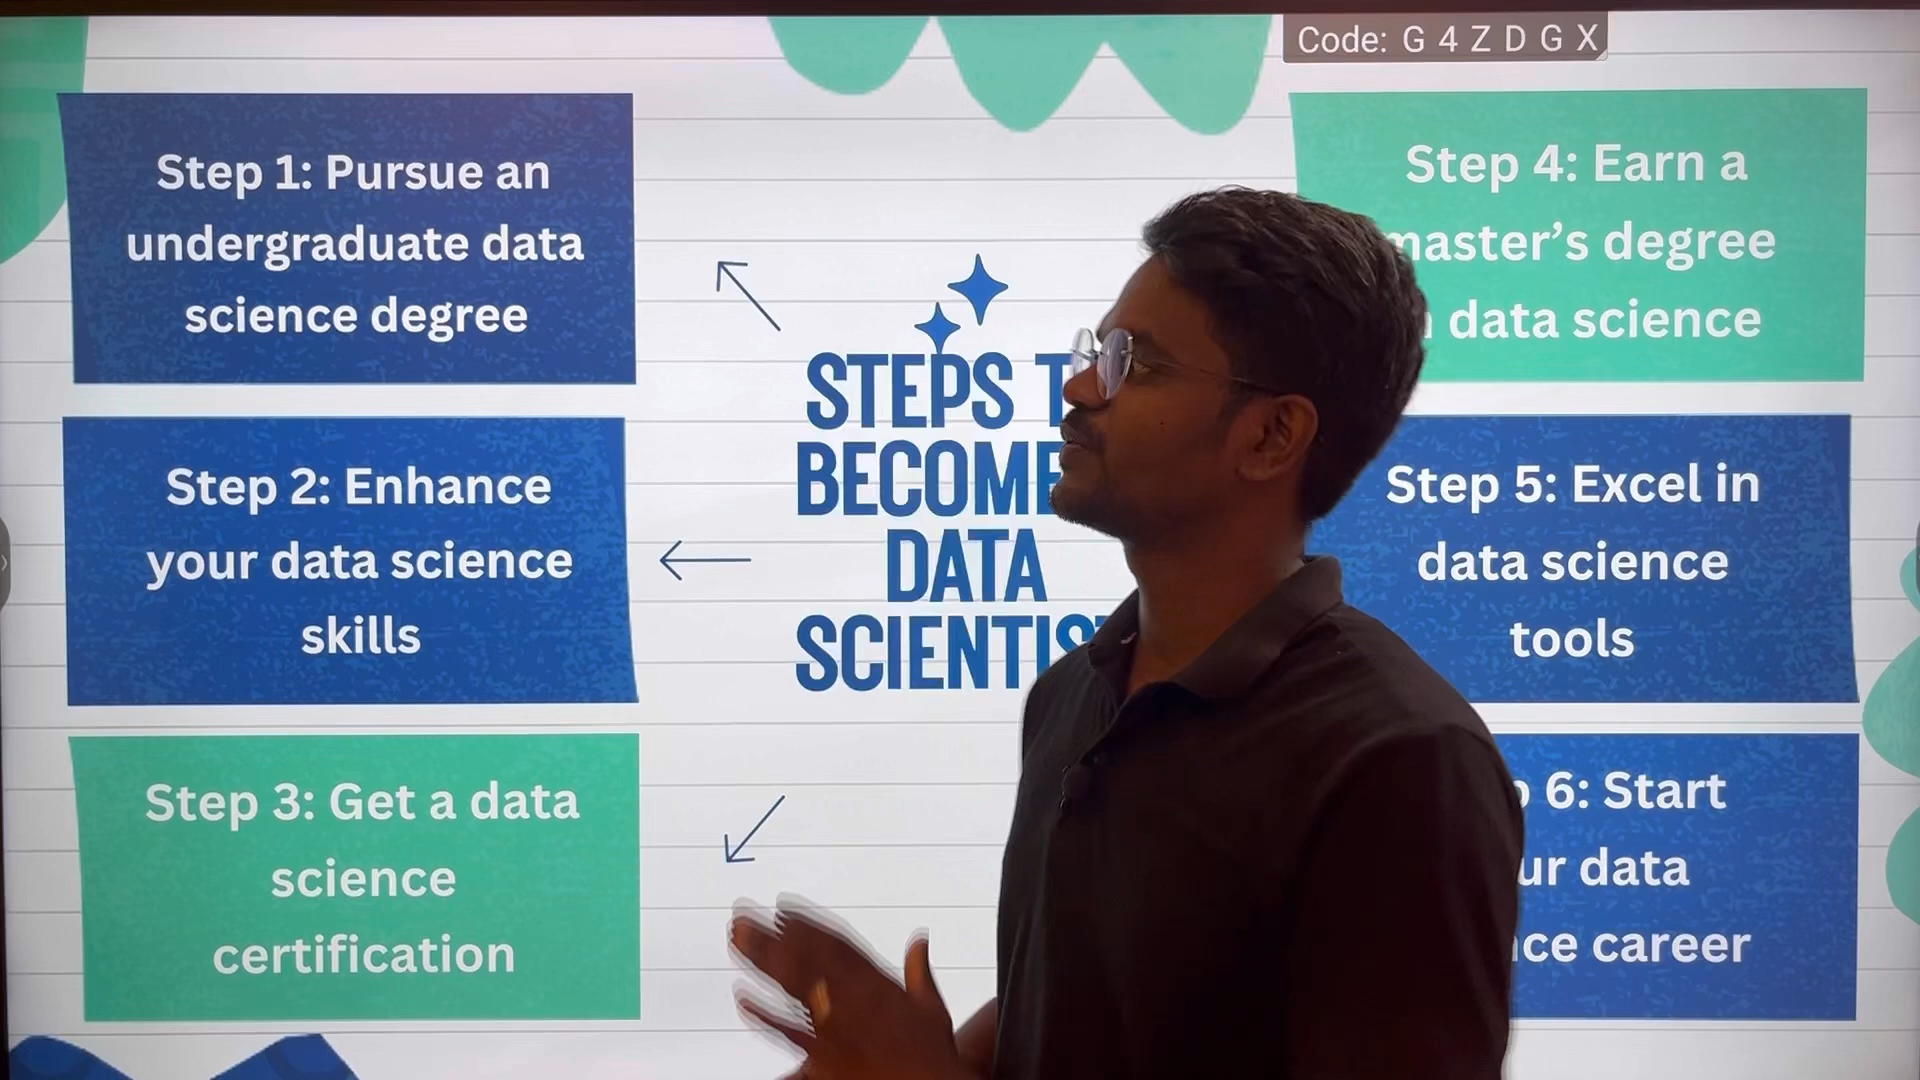 Code: G 4 Z D G X
Step 1: Pursue an
undergraduate data
science degree
Step 2: Enhance
your data science
skills
Step 3: Get a data
science
certification
STEPS
BECOME
DATA
Step 4: Earn a
degree
data science
Step 5: Excel in
data science
tools
6: Start
data
career